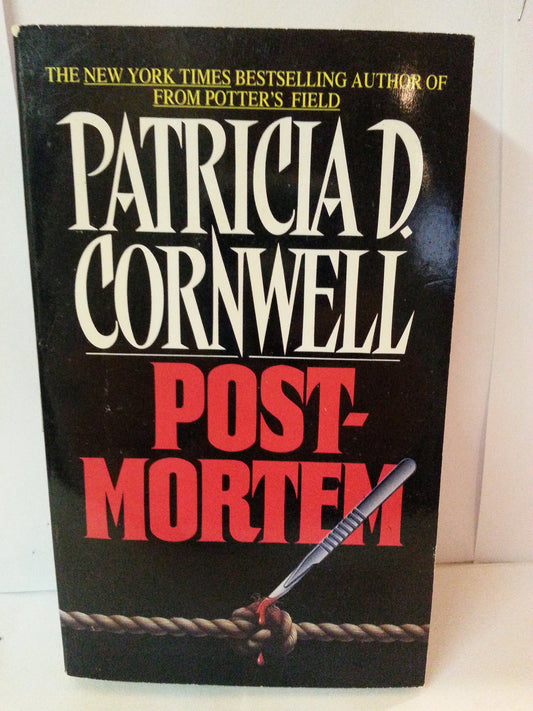 THE NEW YORK TIMES BESTSELLING AUTHOR OF
FROM POTTER'S FIELD
PATRICIA D.
CORNWELL
POST-
MORTEM